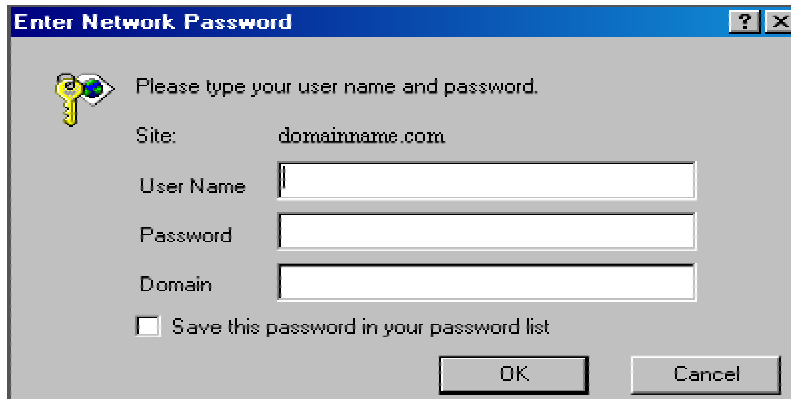 Enter Network Password
? X
Please type your user name and password.
Site: domainname.com
User Name
Password
Domain
Save this password in your password list
OK Cancel